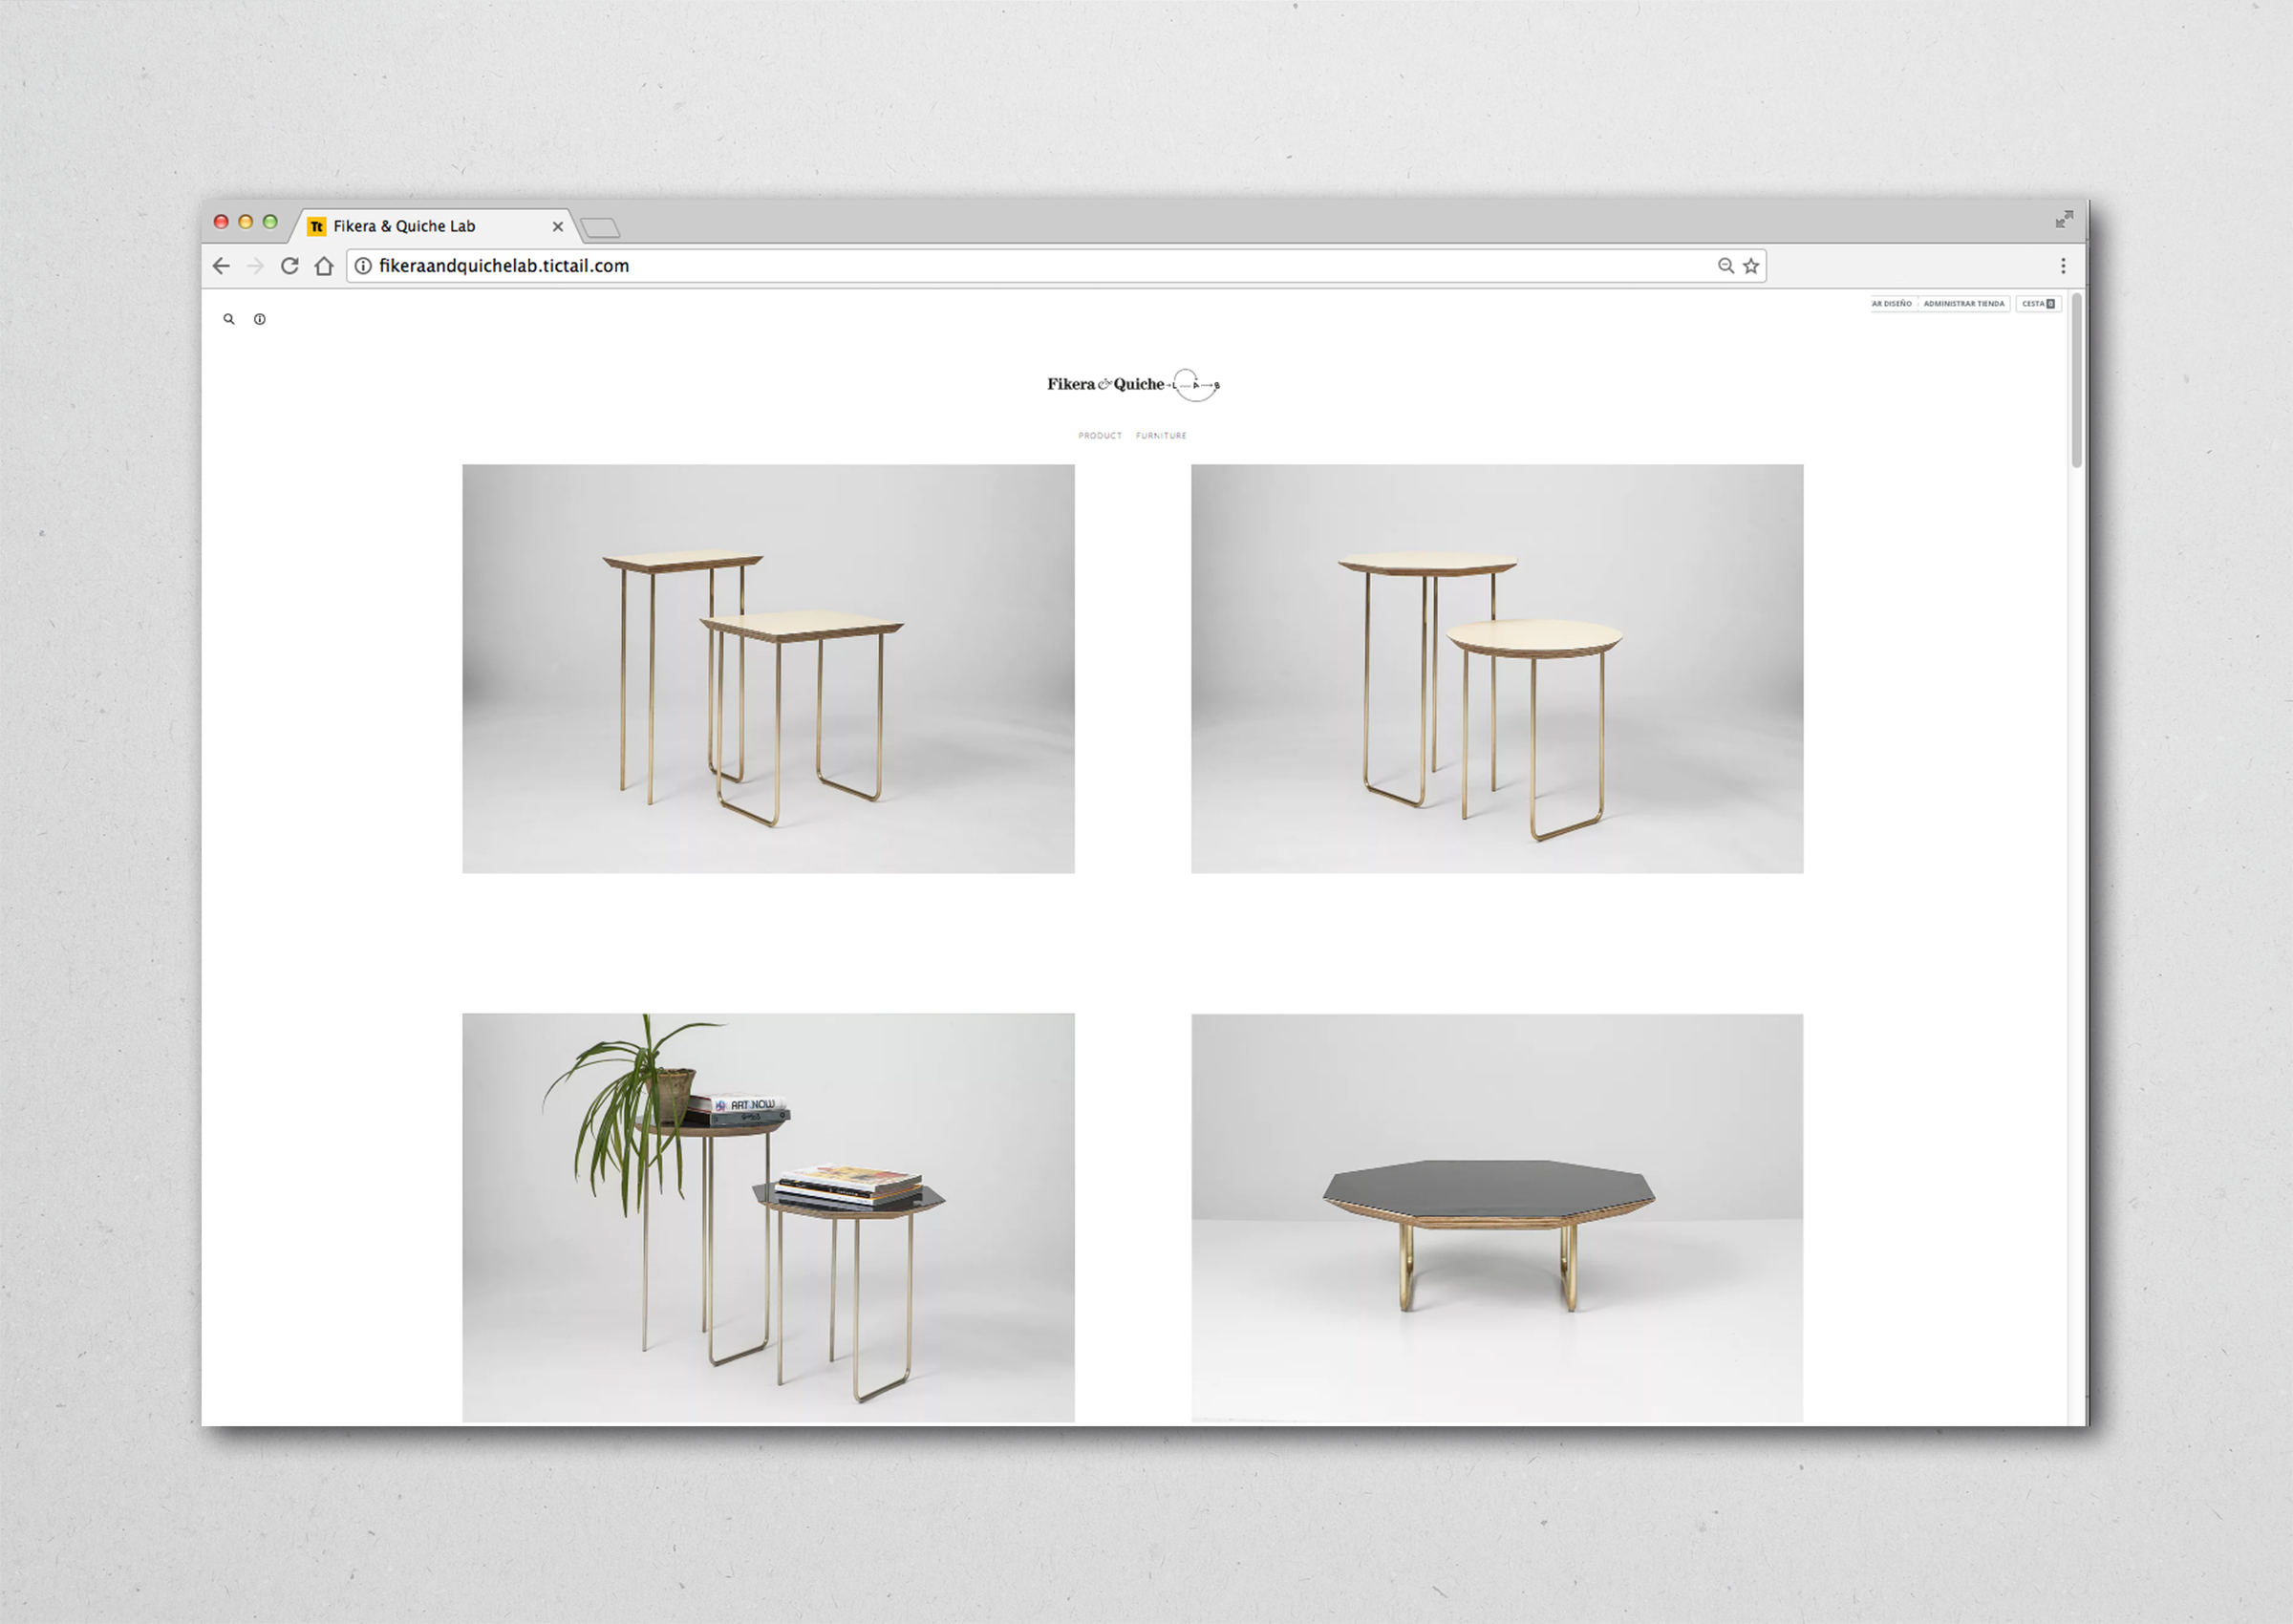 Tt Fikera & Quiche Lab
fikeraandquichelab.tictail.com
AR DISEÑO ADMINISTRAR TIENDA CESTA 0
Fikera & Quiche L A B
PRODUCT FURNITURE
ART NOW